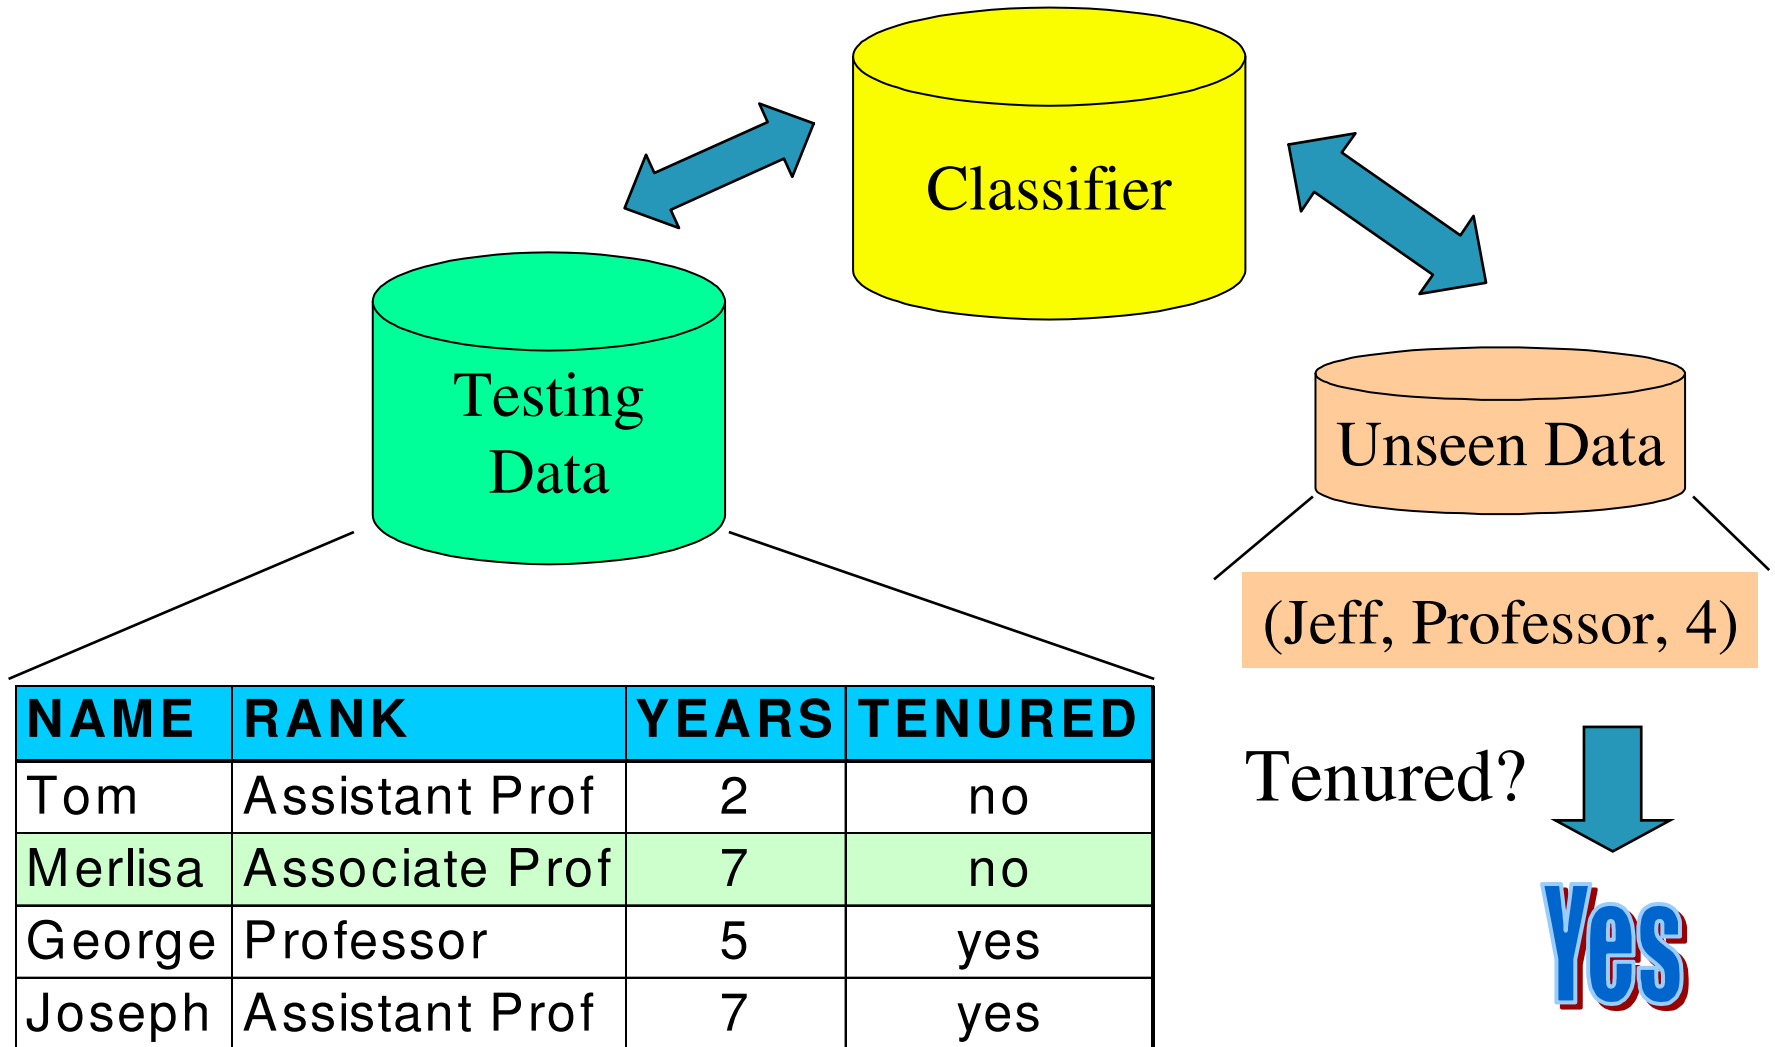 Classifier
Testing
Data
Unseen Data
(Jeff, Professor, 4)
NAME RANK YEARS TENURED
Tom Assistant Prof 2 no
Merlisa Associate Prof 7 no
George Professor 5 yes
Joseph Assistant Prof 7 yes
Tenured?
Yes